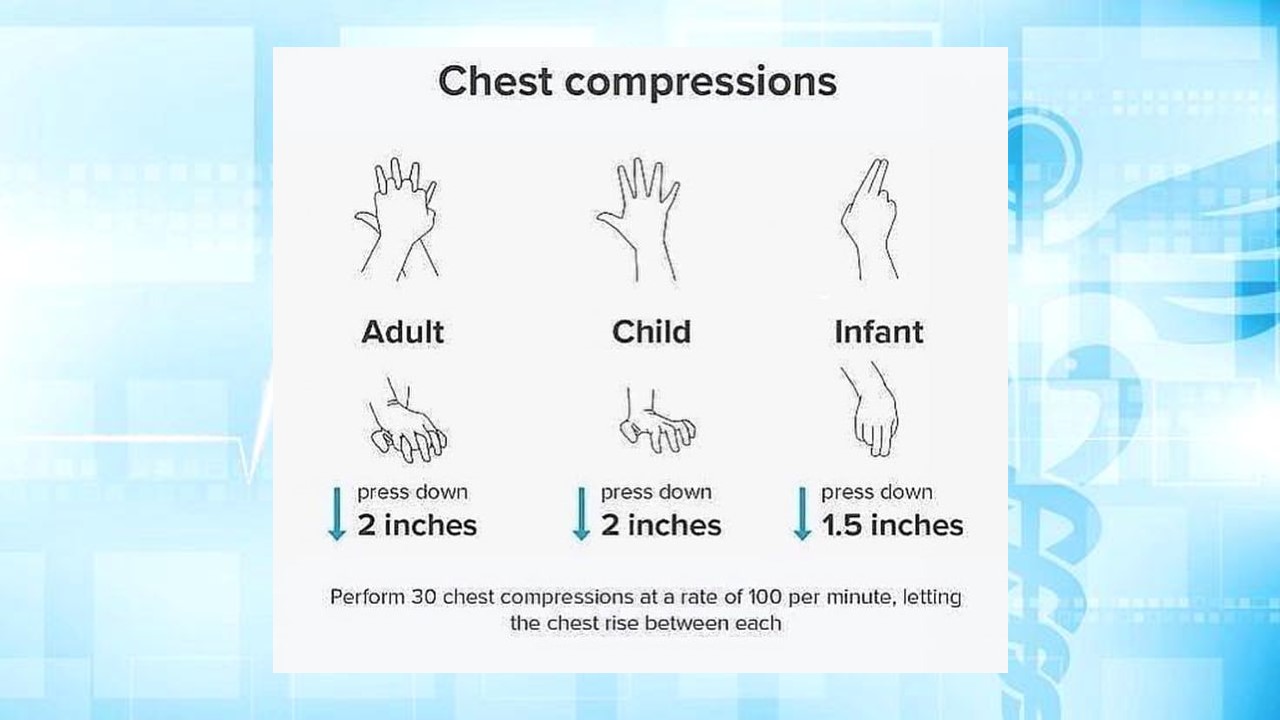 Chest compressions
Adult
Child
Infant
press down
2 inches
press down
2 inches
press down
1.5 inches
Perform 30 chest compressions at a rate of 100 per minute, letting
the chest rise between each